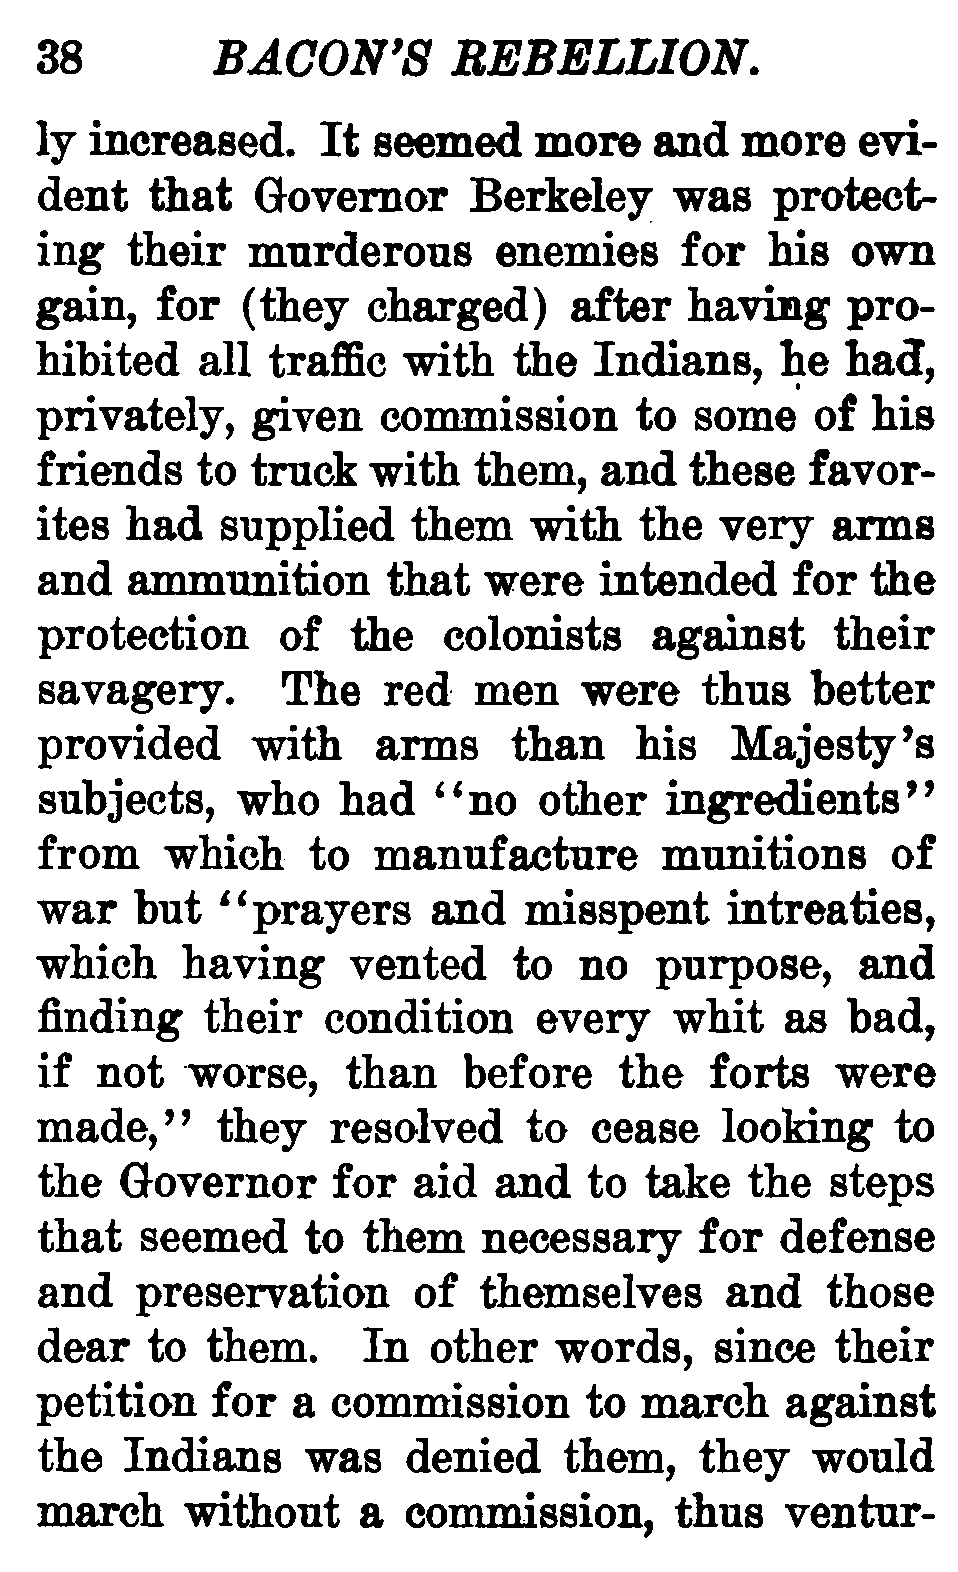 38 BACON'S REBELLION.
ly increased. It seemed more and more evi-
dent that Governor Berkeley was protect-
ing their murderous enemies for his own
gain, for (they charged) after having pro-
hibited all traffic with the Indians, he had,
privately, given commission to some of his
friends to truck with them, and these favor-
ites had supplied them with the very arms
and ammunition that were intended for the
protection of the colonists against their
savagery. The red men were thus better
provided with arms than his Majesty's
subjects, who had "no other ingredients"
from which to manufacture munitions of
war but "prayers and misspent intreaties,
which having vented to no purpose, and
finding their condition every whit as bad,
if not worse, than before the forts were
made," they resolved to cease looking to
the Governor for aid and to take the steps
that seemed to them necessary for defense
and preservation of themselves and those
dear to them. In other words, since their
petition for a commission to march against
the Indians was denied them, they would
march without a commission, thus ventur-